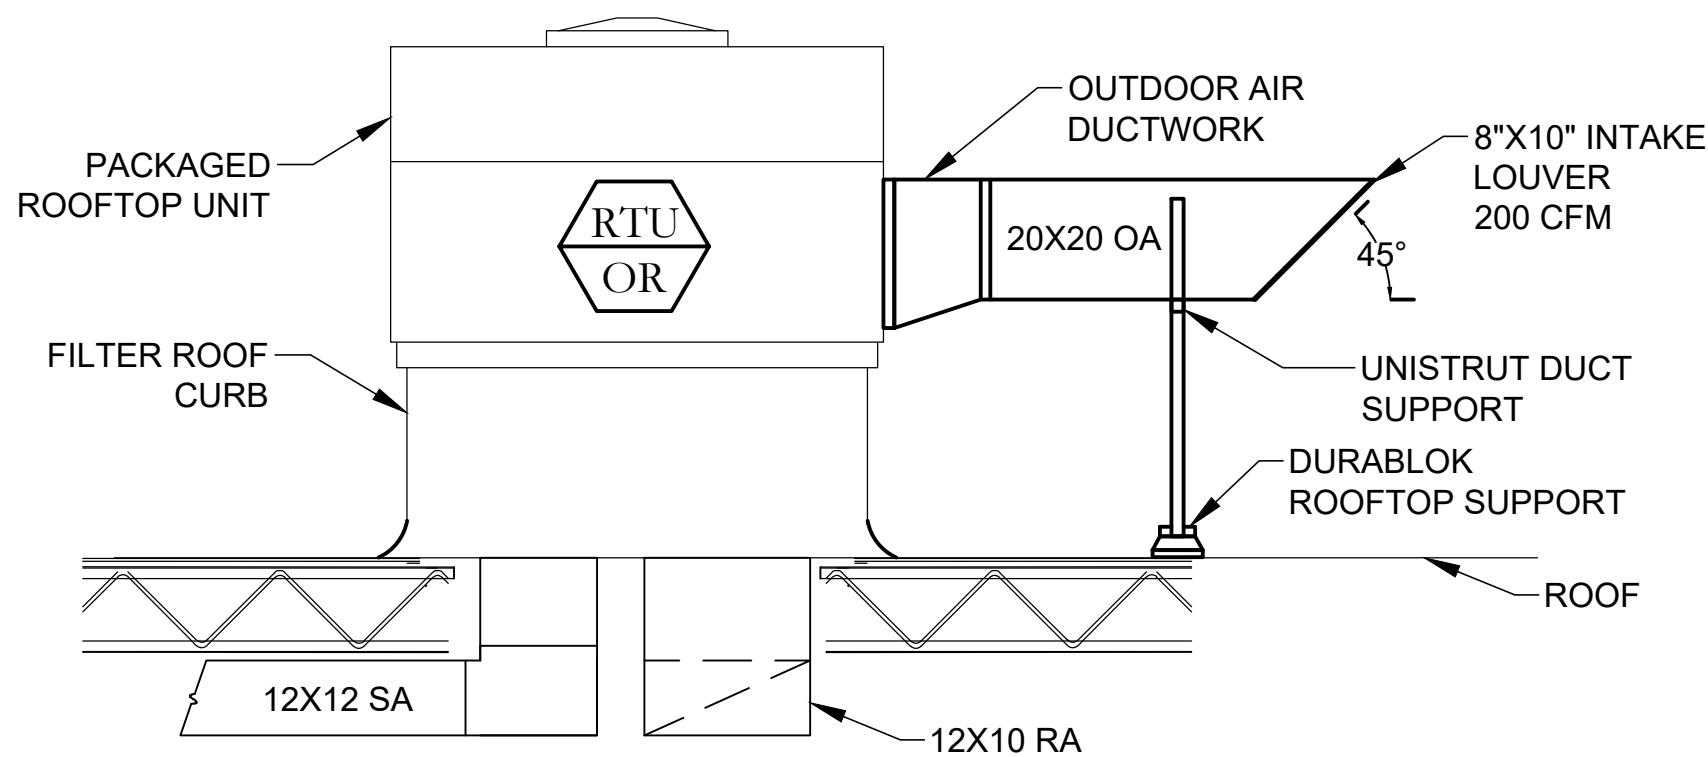 OUTDOOR AIR
DUCTWORK
8"X10" INTAKE
LOUVER
200 CFM
PACKAGED
ROOFTOP UNIT
RTU
OR
20X20 OA
45°
FILTER ROOF
CURB
UNISTRUT DUCT
SUPPORT
DURABLOK
ROOFTOP SUPPORT
ROOF
12X12 SA
12X10 RA